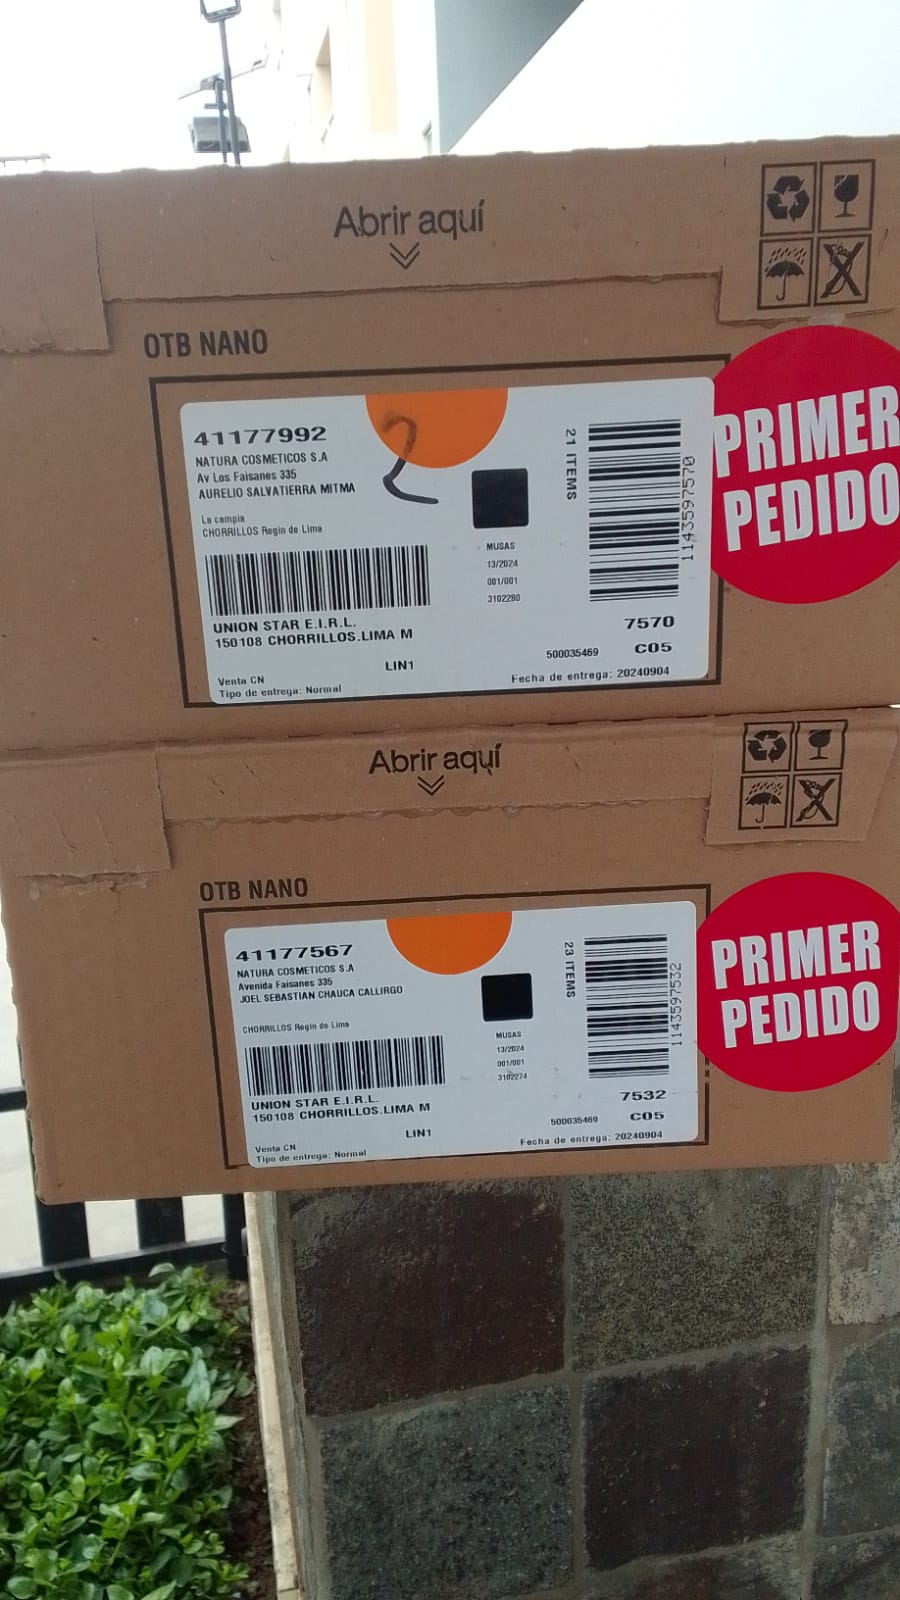 Abrir aquí
OTB NANO
41177992
NATURA COSMETICOS S.A
Av Los Faisanes 335
AURELIO SALVATIERRA MITMA
La campia
CHORRILLOS Regin de Lima
UNION STAR E.I.R.L.
150108 CHORRILLOS.LIMA M
LIN1
Venta CN
Tipo de entrega: Normal
2
MUSAS
13/2024
001/001
3102280
21 ITEMS
1143597570
7570
500035469 C05
Fecha de entrega: 20240904
PRIMER
PEDIDO
Abrir aquí
OTB NANO
41177567
NATURA COSMETICOS S.A
Avenida Faisanes 335
JOEL SEBASTIAN CHAUCA CALLIRGO
CHORRILLOS Regin de Lima
UNION STAR E.I.R.L.
150108 CHORRILLOS.LIMA M
LIN1
Venta CN
Tipo de entrega: Normal
MUSAS
13/2024
001/001
3102274
23 ITEMS
1143597532
7532
500035469 C05
Fecha de entrega: 20240904
PRIMER
PEDIDO